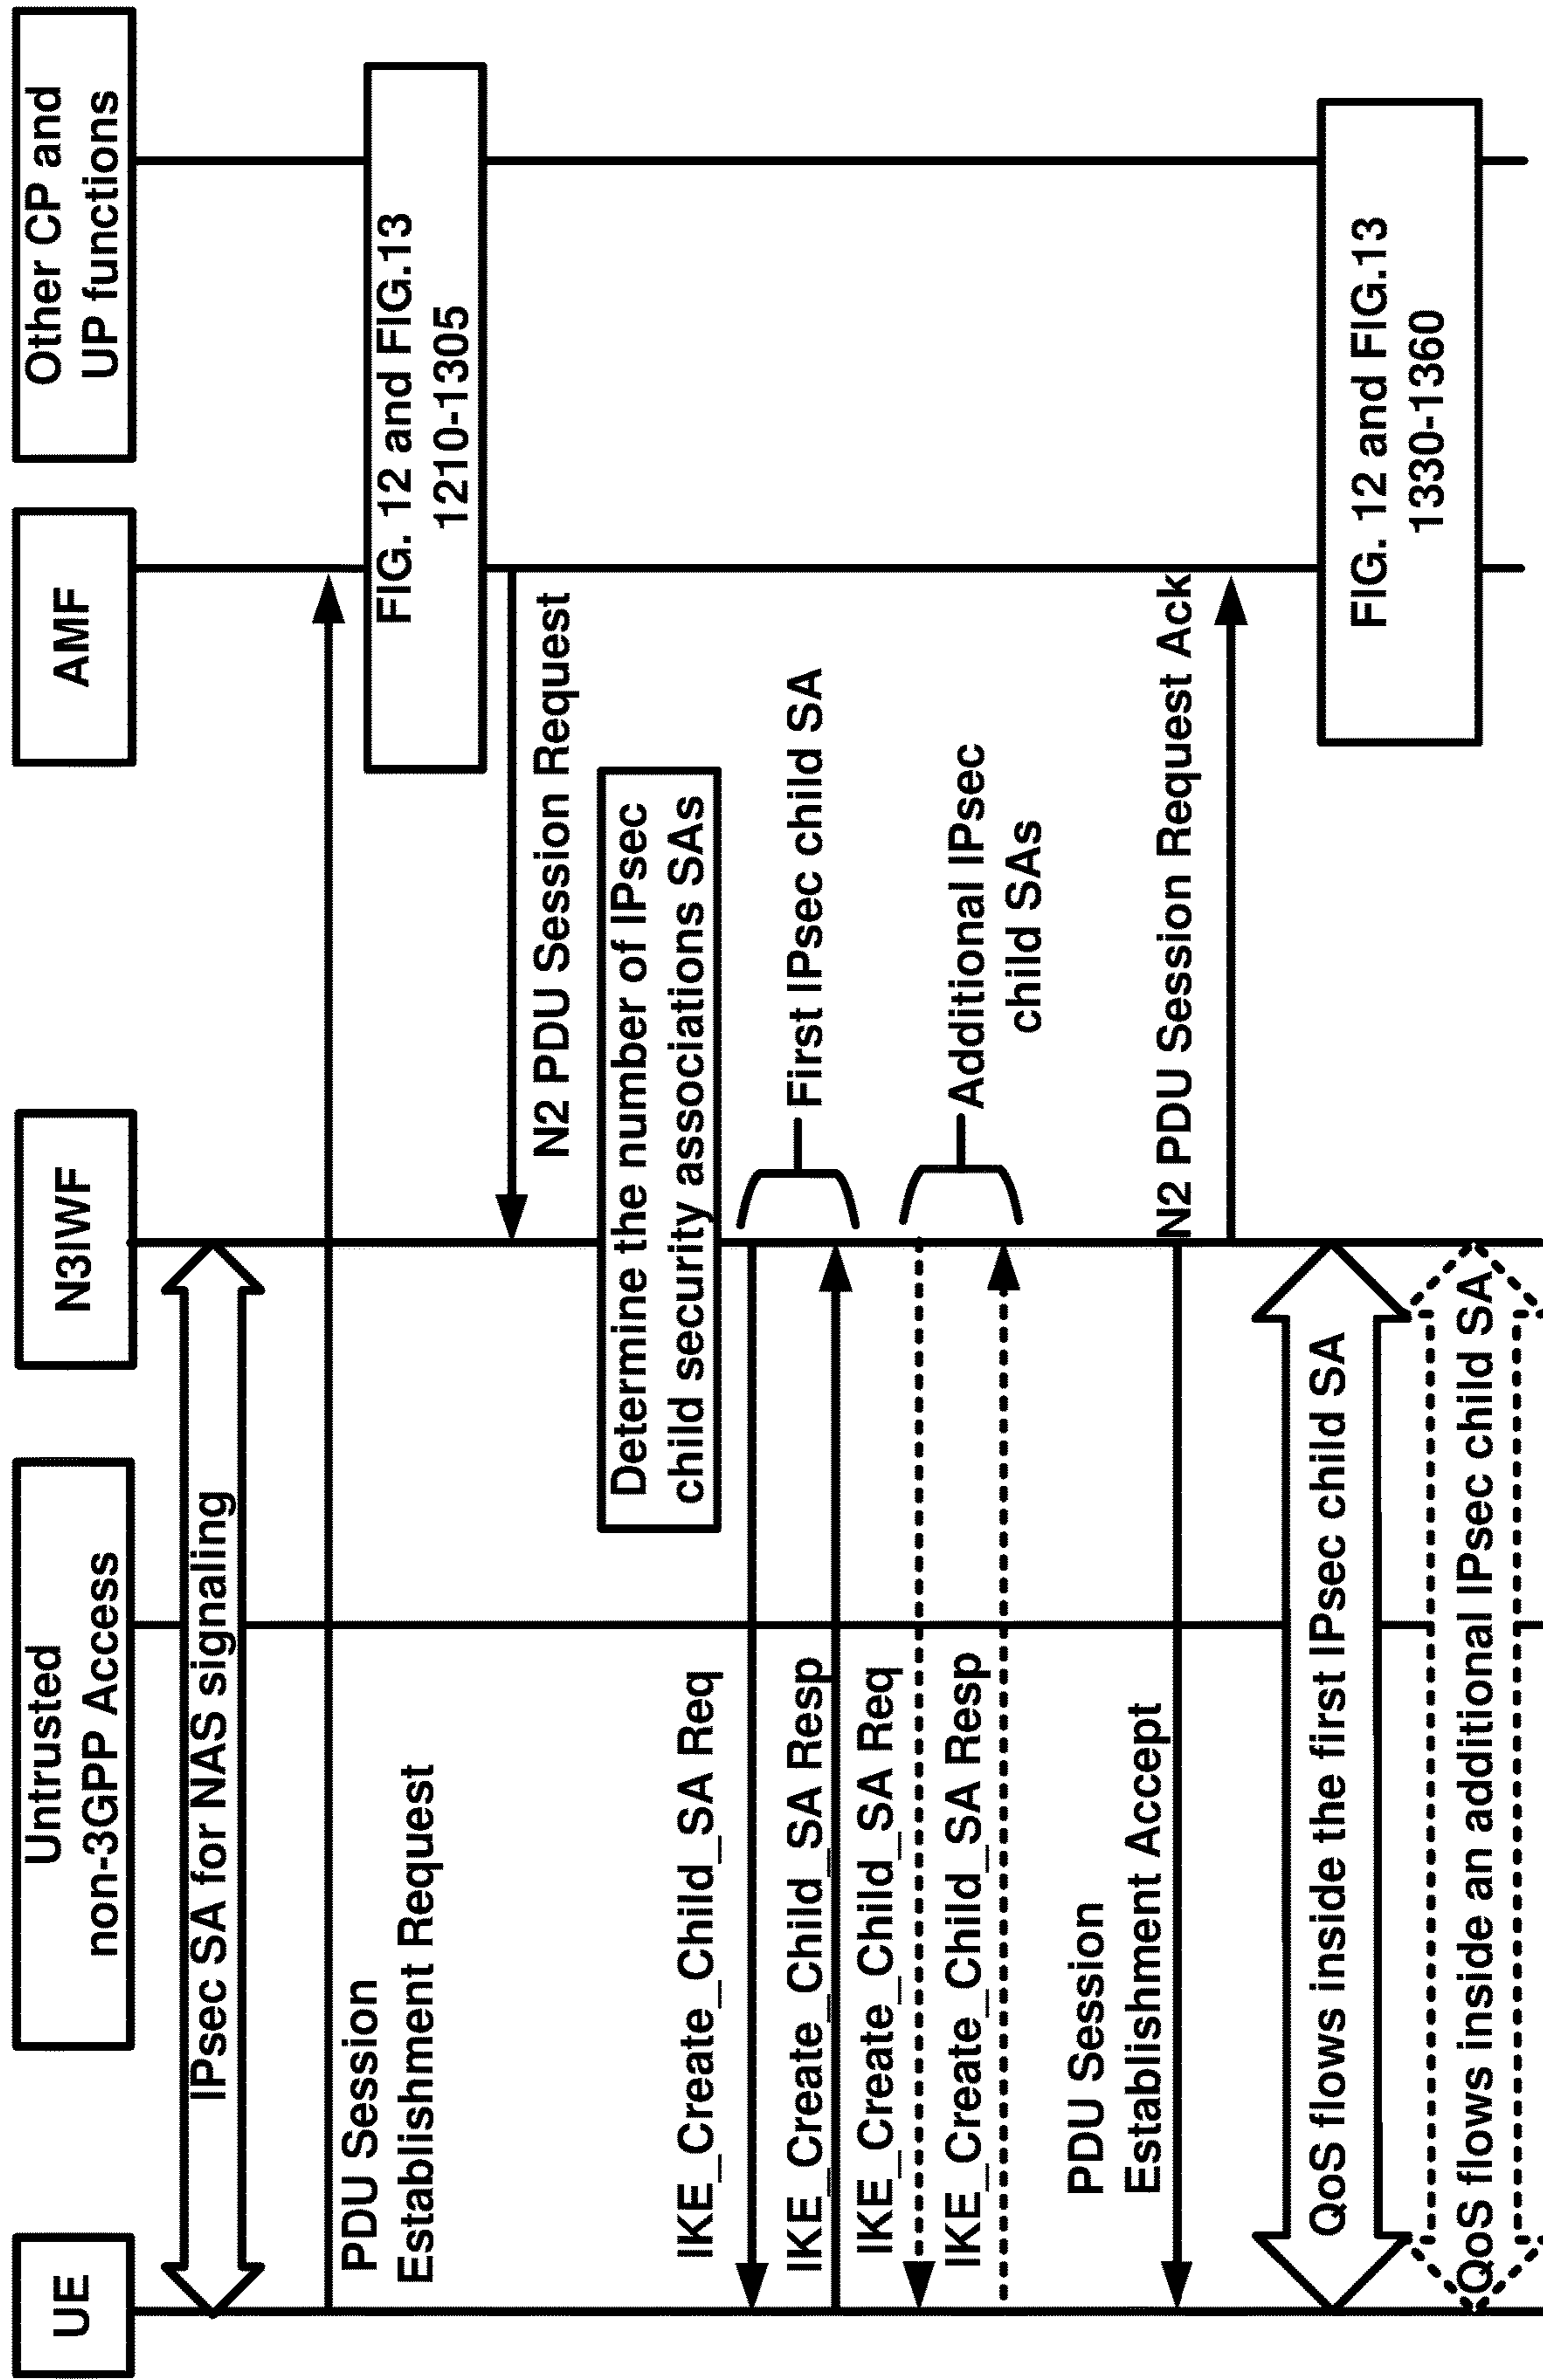 UE
Untrusted
non-3GPP Access
N3IWF
AMF
Other CP and
UP functions
IPsec SA for NAS signaling
PDU Session
Establishment Request
FIG. 12 and FIG.13
1210-1305
N2 PDU Session Request
Determine the number of IPsec
child security associations SAs
IKE_Create_Child_SA Req
First IPsec child SA
IKE_Create_Child_SA Resp
IKE_Create_Child_SA Req
Additional IPsec
child SAs
IKE_Create_Child_SA Resp
PDU Session
Establishment Accept
N2 PDU Session Request Ack
QoS flows inside the first IPsec child SA
FIG. 12 and FIG.13
1330-1360
QoS flows inside an additional IPsec child SA